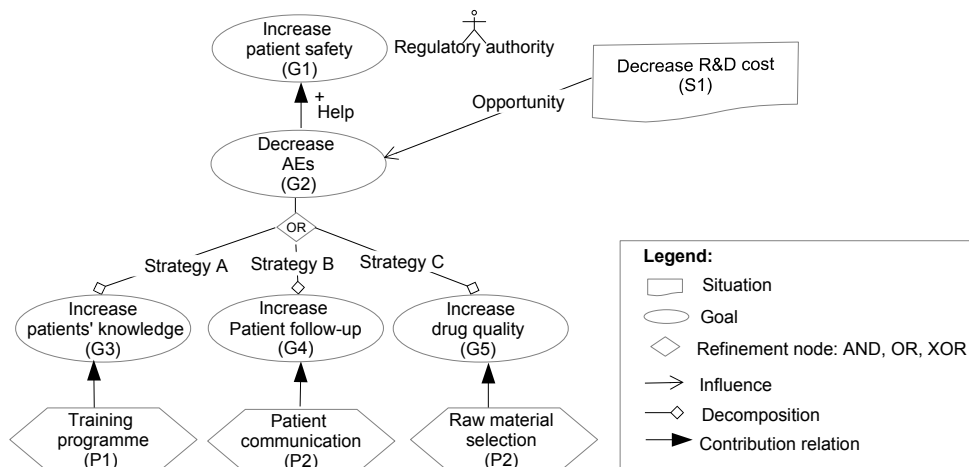 Increase
patient safety
(G1)
Regulatory authority
Decrease R&D cost
(S1)
Opportunity
+
Help
Decrease
AEs
(G2)
OR
Strategy A
Strategy B
Strategy C
Increase
patients' knowledge
(G3)
Increase
Patient follow-up
(G4)
Increase
drug quality
(G5)
Training
programme
(P1)
Patient
communication
(P2)
Raw material
selection
(P2)
Legend:
Situation
Goal
Refinement node: AND, OR, XOR
Influence
Decomposition
Contribution relation